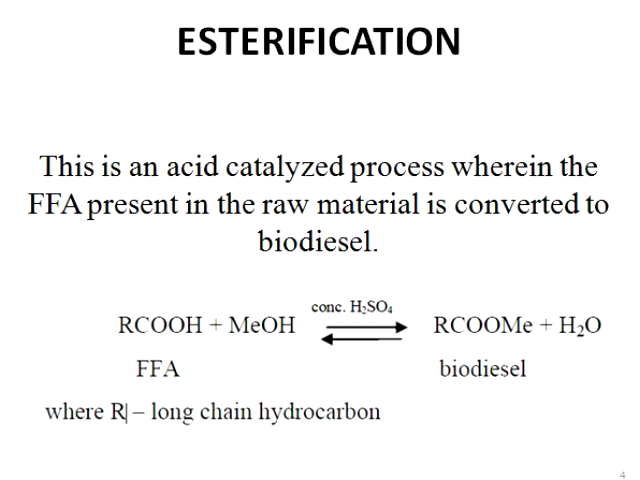 ESTERIFICATION
This is an acid catalyzed process wherein the
FFA present in the raw material is converted to
biodiesel.
conc. H₂SO₄
RCOOH + MeOH ⇌ RCOOMe + H₂O
FFA biodiesel
where R| – long chain hydrocarbon
4